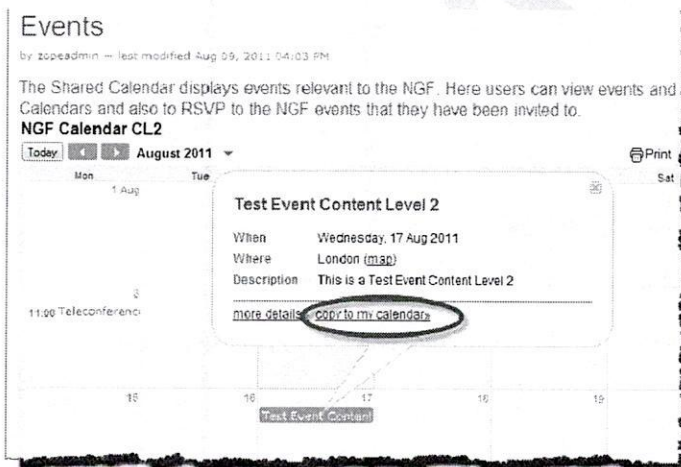 Events
by zopeadmin — last modified Aug 09, 2011 04:03 PM
The Shared Calendar displays events relevant to the NGF. Here users can view events and
Calendars and also to RSVP to the NGF events that they have been invited to.
NGF Calendar CL2
Today August 2011 Print
Mon Tue Sat
1 Aug
Test Event Content Level 2
When Wednesday, 17 Aug 2011
Where London (map)
Description This is a Test Event Content Level 2
8
11:00 Teleconferenc
more details» copy to my calendar»
15 16 17 18 19
Test Event Content